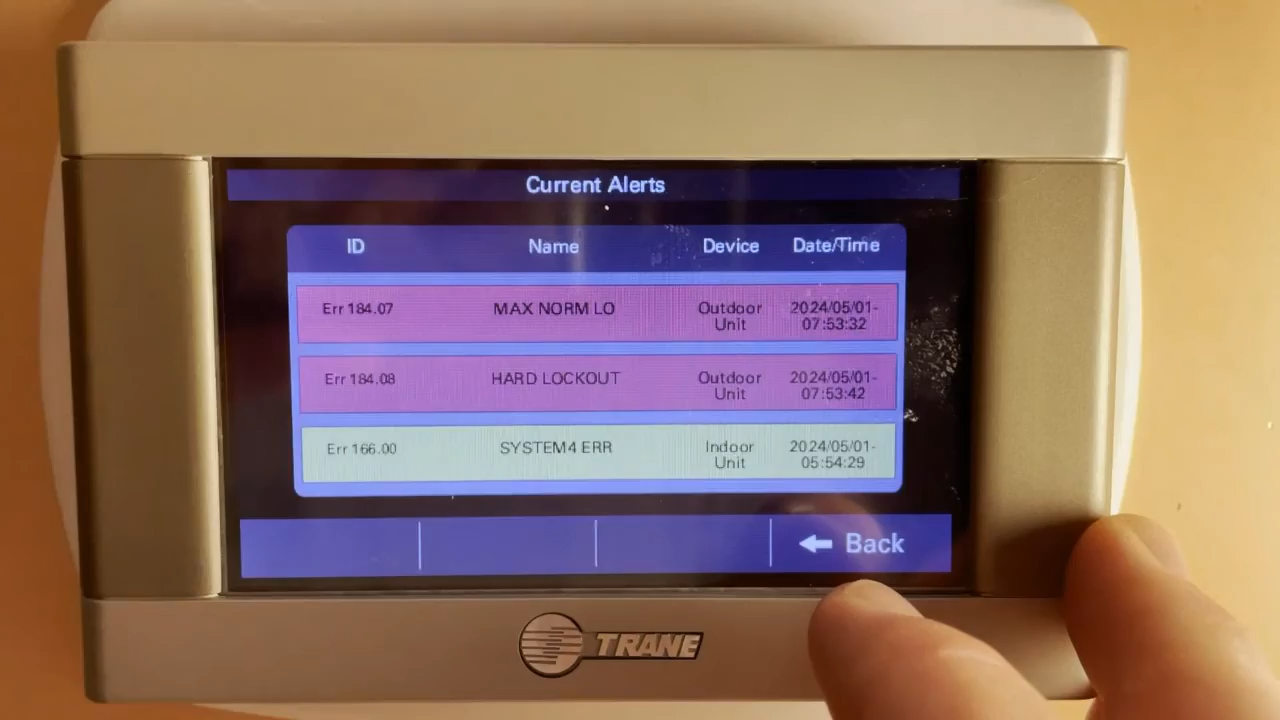 Current Alerts
ID Name Device Date/Time
Err 184.07 MAX NORM LO Outdoor Unit 2024/05/01-07:53:32
Err 184.08 HARD LOCKOUT Outdoor Unit 2024/05/01-07:53:42
Err 166.00 SYSTEM4 ERR Indoor Unit 2024/05/01-05:54:29
Back
TRANE